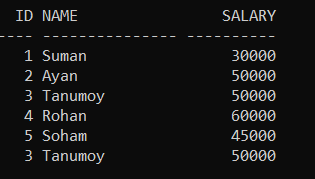 ID NAME SALARY
---- --------------- ----------
1 Suman 30000
2 Ayan 50000
3 Tanumoy 50000
4 Rohan 60000
5 Soham 45000
3 Tanumoy 50000